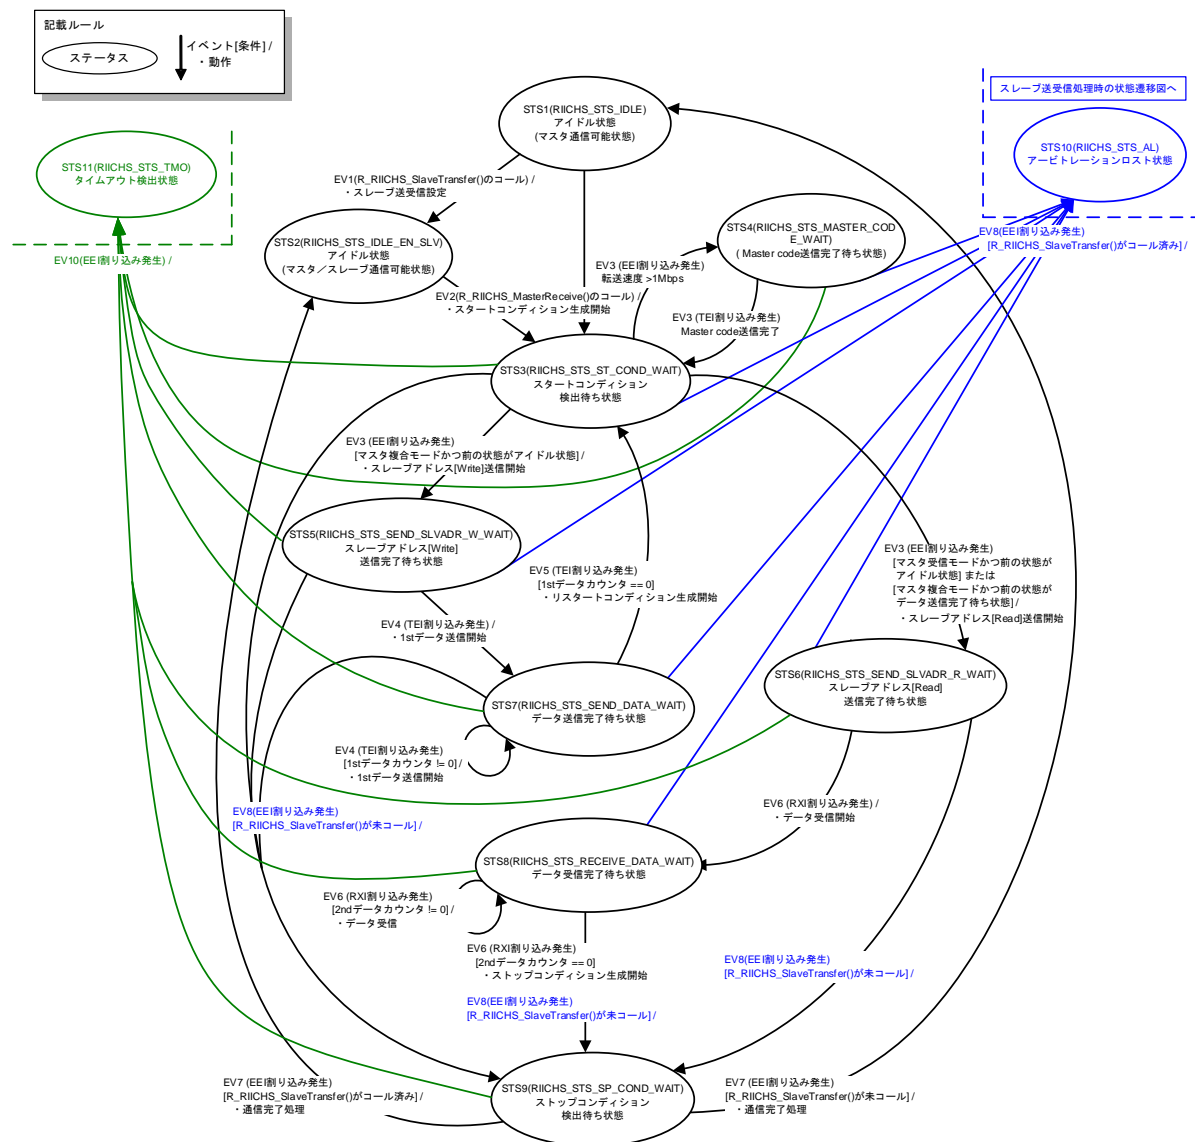 記載ルール
ステータス
イベント[条件] /
・動作
スレーブ送受信処理時の状態遷移図へ
STS1(RIICHS_STS_IDLE)
アイドル状態
(マスタ通信可能状態)
STS10(RIICHS_STS_AL)
アービトレーションロスト状態
STS11(RIICHS_STS_TMO)
タイムアウト検出状態
EV1(R_RIICHS_SlaveTransfer()のコール) /
・スレーブ送受信設定
STS2(RIICHS_STS_IDLE_EN_SLV)
アイドル状態
(マスタ／スレーブ通信可能状態)
STS4(RIICHS_STS_MASTER_COD
E_WAIT)
( Master code送信完了待ち状態)
EV8(EEI割り込み発生)
[R_RIICHS_SlaveTransfer()がコール済み] /
EV10(EEI割り込み発生) /
EV3 (EEI割り込み発生)
転送速度 >1Mbps
EV2(R_RIICHS_MasterReceive()のコール) /
・スタートコンディション生成開始
EV3 (TEI割り込み発生)
Master code送信完了
STS3(RIICHS_STS_ST_COND_WAIT)
スタートコンディション
検出待ち状態
EV3 (EEI割り込み発生)
[マスタ複合モードかつ前の状態がアイドル状態] /
・スレーブアドレス[Write]送信開始
STS5(RIICHS_STS_SEND_SLVADR_W_WAIT)
スレーブアドレス[Write]
送信完了待ち状態
EV3 (EEI割り込み発生)
[マスタ受信モードかつ前の状態が
アイドル状態] または
[マスタ複合モードかつ前の状態が
データ送信完了待ち状態] /
・スレーブアドレス[Read]送信開始
EV5 (TEI割り込み発生)
[1stデータカウンタ == 0]
・リスタートコンディション生成開始
EV4 (TEI割り込み発生) /
・1stデータ送信開始
STS6(RIICHS_STS_SEND_SLVADR_R_WAIT)
スレーブアドレス[Read]
送信完了待ち状態
STS7(RIICHS_STS_SEND_DATA_WAIT)
データ送信完了待ち状態
EV4 (TEI割り込み発生)
[1stデータカウンタ != 0] /
・1stデータ送信開始
EV8(EEI割り込み発生)
[R_RIICHS_SlaveTransfer()が未コール] /
EV6 (RXI割り込み発生) /
・データ受信開始
STS8(RIICHS_STS_RECEIVE_DATA_WAIT)
データ受信完了待ち状態
EV6 (RXI割り込み発生)
[2ndデータカウンタ != 0] /
・データ受信
EV6 (RXI割り込み発生)
[2ndデータカウンタ == 0]
・ストップコンディション生成開始
EV8(EEI割り込み発生)
[R_RIICHS_SlaveTransfer()が未コール] /
EV8(EEI割り込み発生)
[R_RIICHS_SlaveTransfer()が未コール] /
STS9(RIICHS_STS_SP_COND_WAIT)
ストップコンディション
検出待ち状態
EV7 (EEI割り込み発生)
[R_RIICHS_SlaveTransfer()がコール済み] /
・通信完了処理
EV7 (EEI割り込み発生)
[R_RIICHS_SlaveTransfer()が未コール] /
・通信完了処理